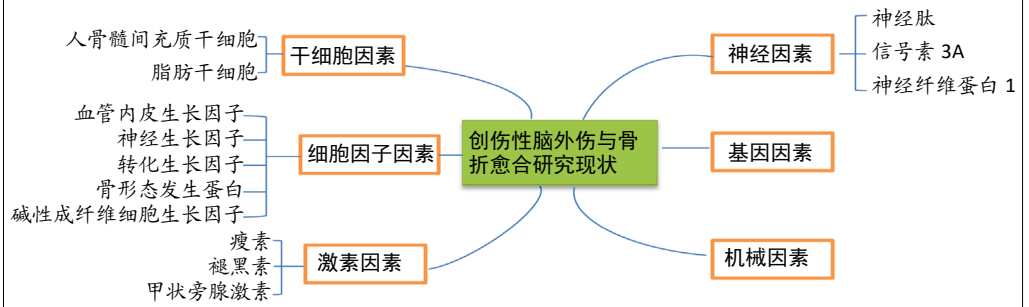 人骨髓间充质干细胞
脂肪干细胞
干细胞因素
血管内皮生长因子
神经生长因子
转化生长因子
骨形态发生蛋白
碱性成纤维细胞生长因子
细胞因子因素
瘦素
褪黑素
甲状旁腺激素
激素因素
创伤性脑外伤与骨
折愈合研究现状
神经因素
神经肽
信号素 3A
神经纤维蛋白 1
基因因素
机械因素